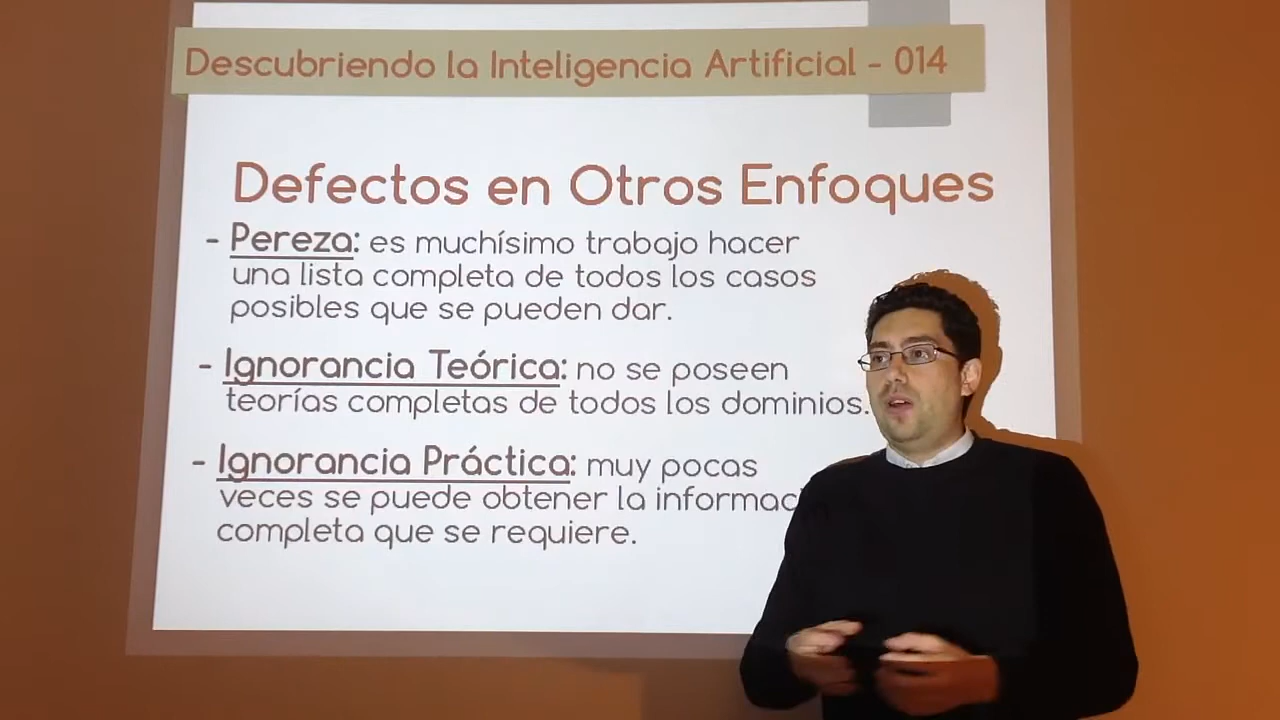 Descubriendo la Inteligencia Artificial - 014
Defectos en Otros Enfoques
- Pereza: es muchísimo trabajo hacer
una lista completa de todos los casos
posibles que se pueden dar.
- Ignorancia Teórica: no se poseen
teorías completas de todos los dominios.
- Ignorancia Práctica: muy pocas
veces se puede obtener la
completa que se requiere.